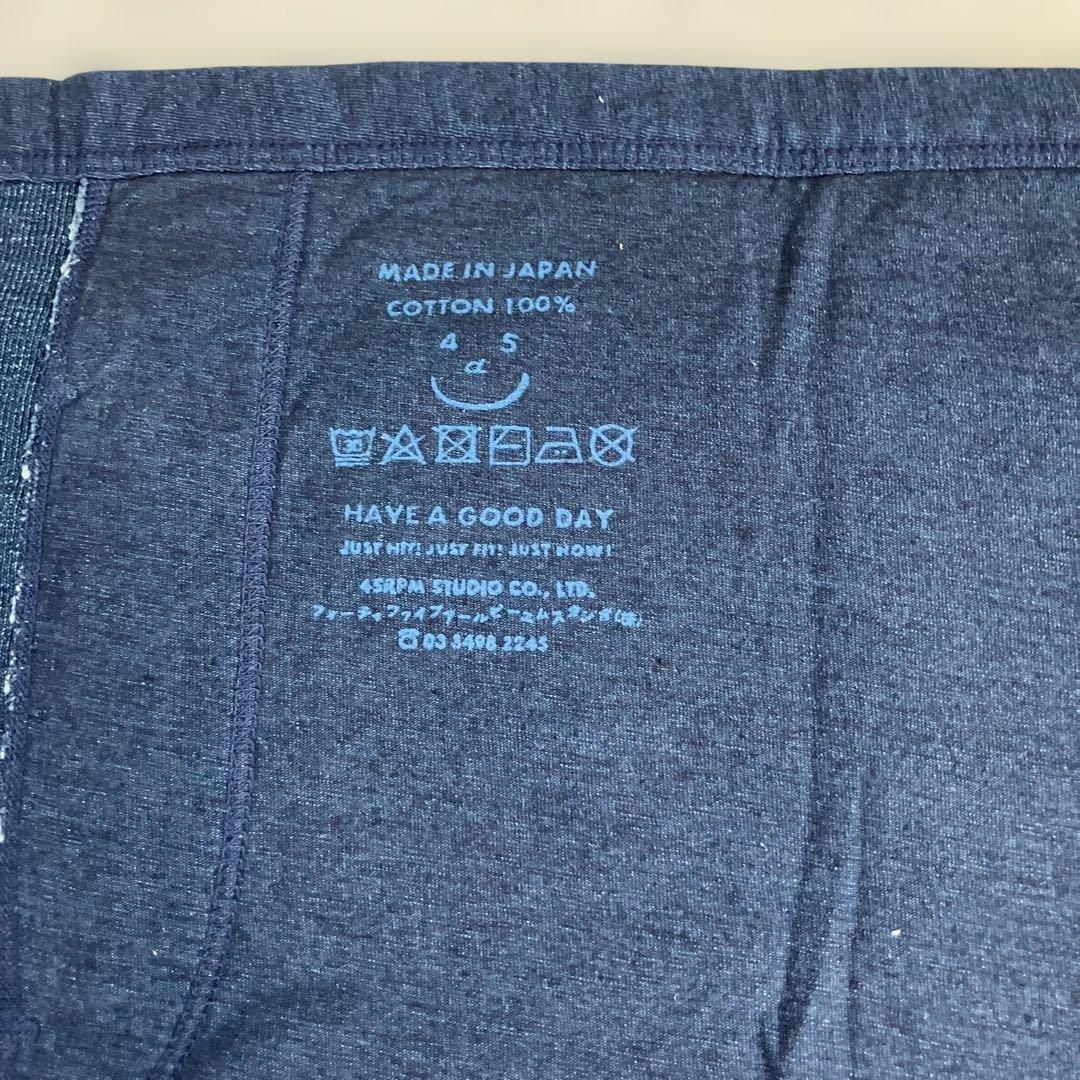 MADE IN JAPAN
COTTON 100%
4 5
d
30
HAVE A GOOD DAY
JUST HIT! JUST FIT! JUST NOW!
45RPM STUDIO CO., LTD.
フォーティファイブアールピーエムスタジオ(株)
☎03 5498 2245